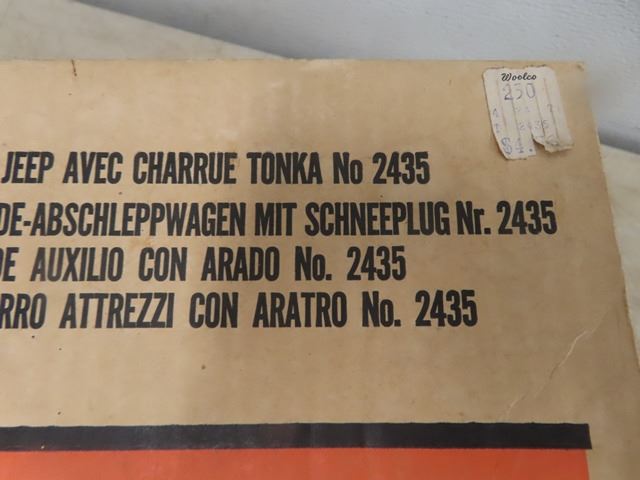 Woolco
230
JEEP AVEC CHARRUE TONKA No 2435
DE-ABSCHLEPPWAGEN MIT SCHNEEPLUG Nr. 2435
DE AUXILIO CON ARADO No. 2435
RRO ATTREZZI CON ARATRO No. 2435